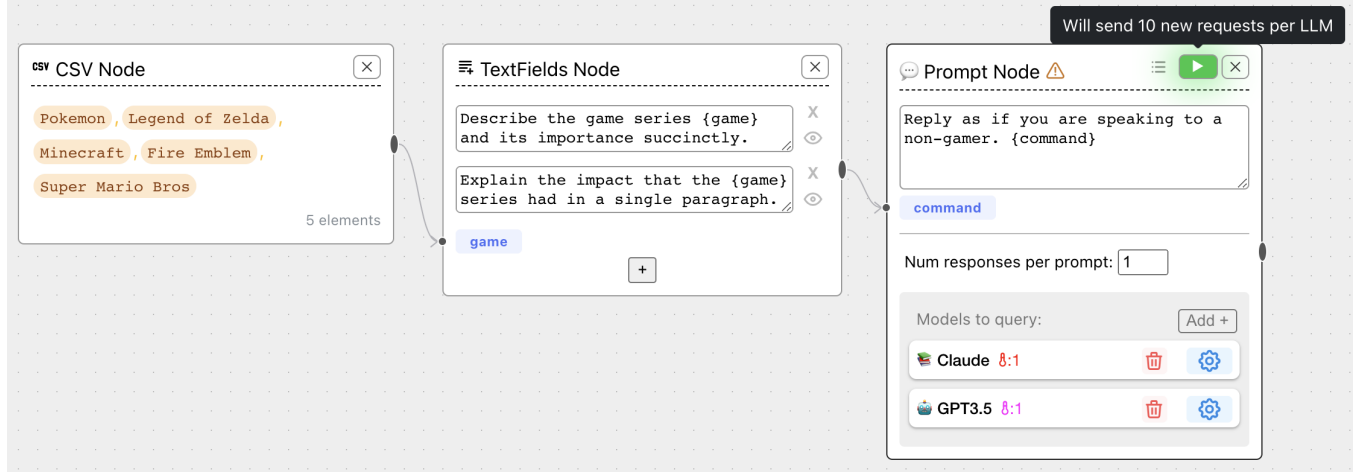 Will send 10 new requests per LLM
CSV CSV Node
Pokemon , Legend of Zelda ,
Minecraft , Fire Emblem ,
Super Mario Bros
5 elements
TextFields Node
Describe the game series {game}
and its importance succinctly.
X
Explain the impact that the {game}
series had in a single paragraph.
X
game
+
Prompt Node
Reply as if you are speaking to a
non-gamer. {command}
command
Num responses per prompt: 1
Models to query:
Add +
Claude :1
GPT3.5 :1